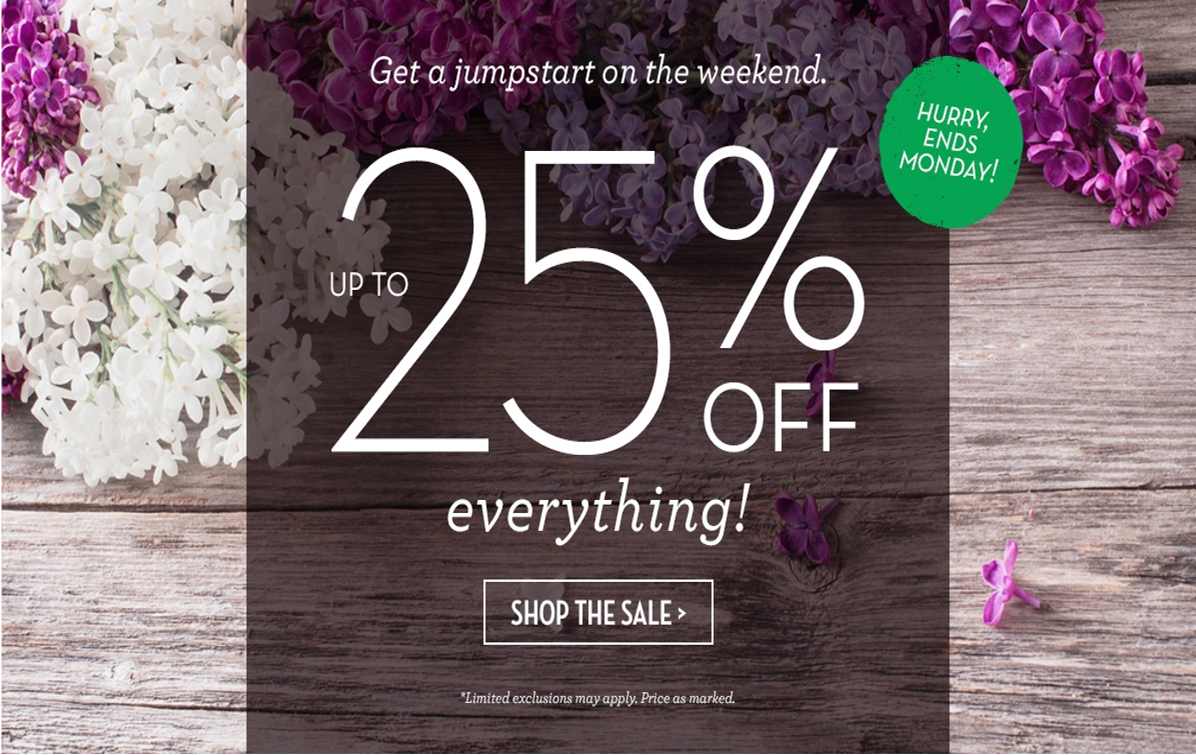 Get a jumpstart on the weekend.
HURRY,
ENDS
MONDAY!
UP TO
25%
OFF
everything!
SHOP THE SALE >
*Limited exclusions may apply. Price as marked.